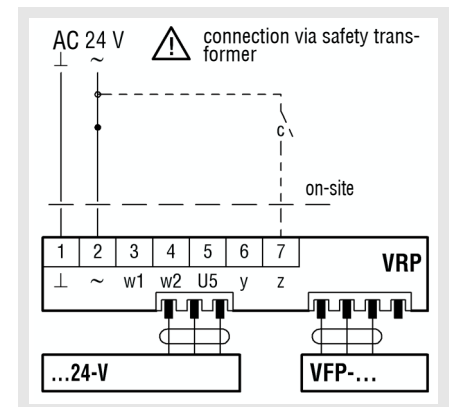 AC 24 V
⊥ ~
connection via safety trans-
former
c
on-site
1 2 3 4 5 6 7
VRP
⊥ ~ w1 w2 U5 y z
...24-V
VFP-...